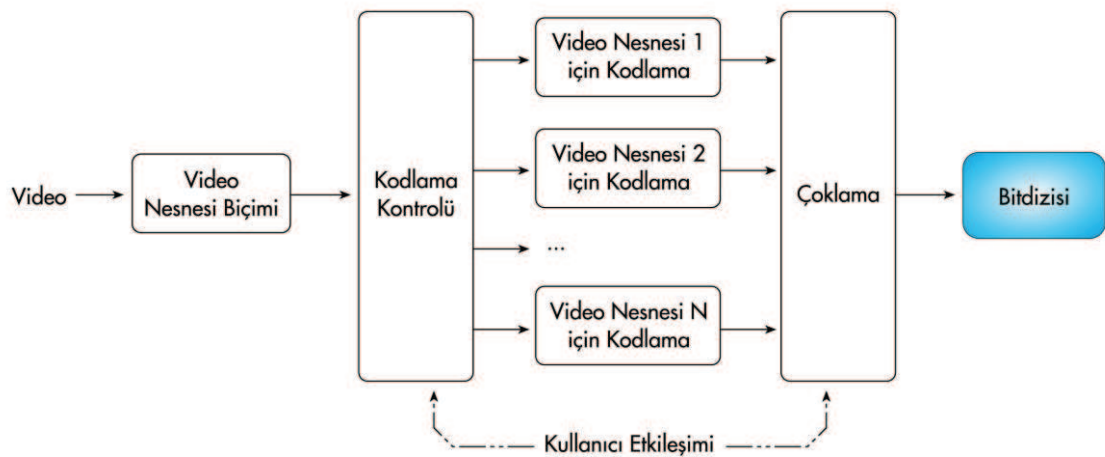 Video
Video
Nesnesi Biçimi
Kodlama
Kontrolü
Video Nesnesi 1
için Kodlama
Video Nesnesi 2
için Kodlama
...
Video Nesnesi N
için Kodlama
Çoklama
Bitdizisi
Kullanıcı Etkileşimi